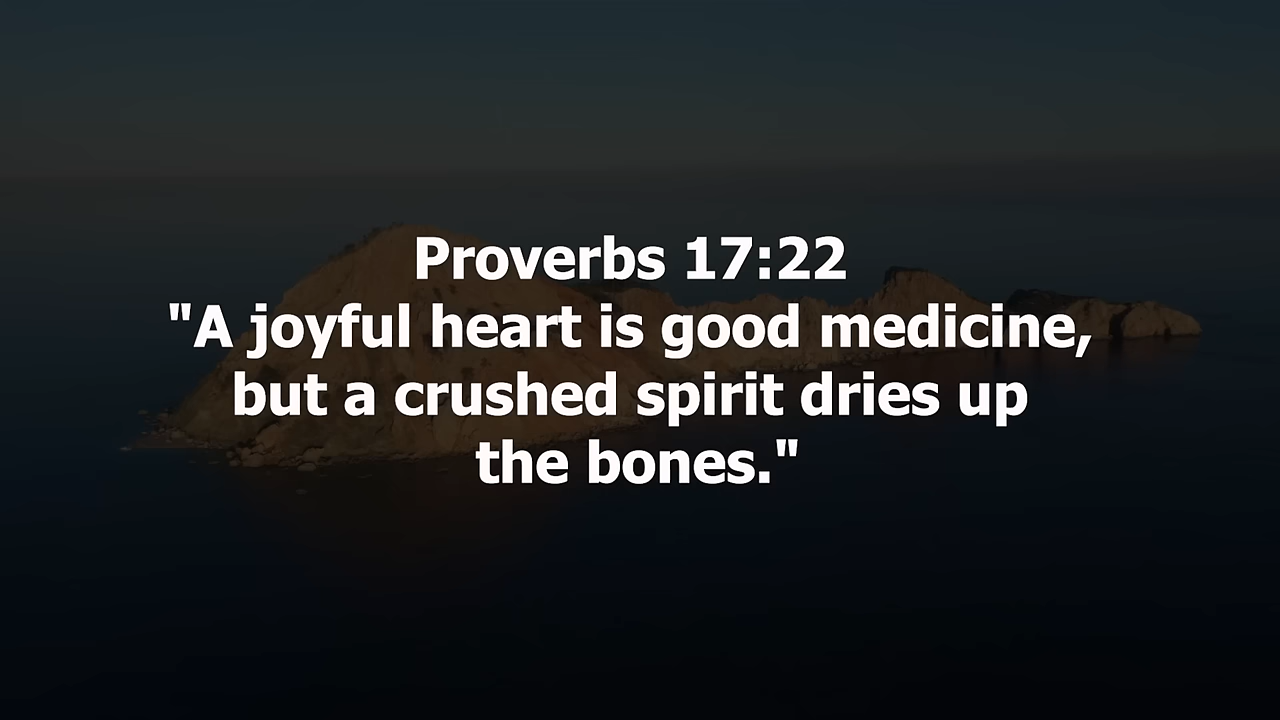 Proverbs 17:22
"A joyful heart is good medicine,
but a crushed spirit dries up
the bones."